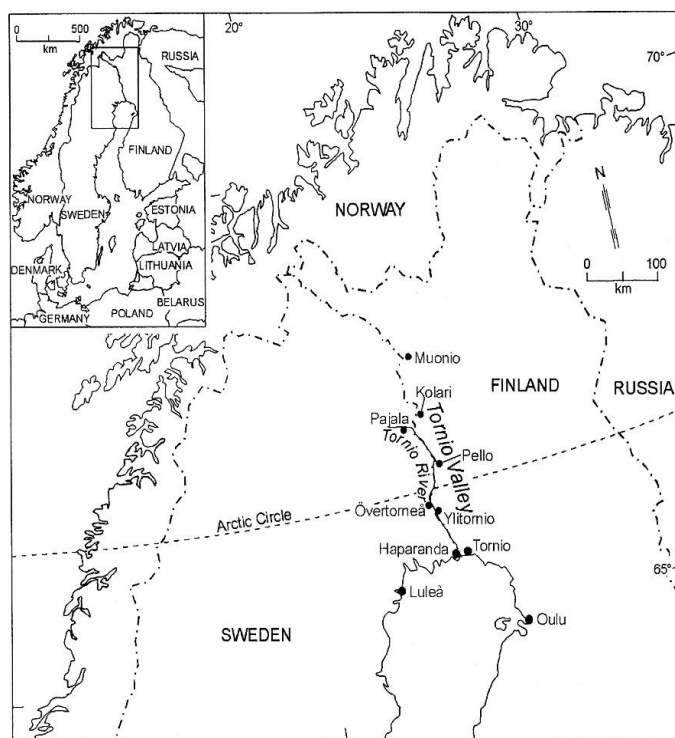 0 500
km
RUSSIA
FINLAND
NORWAY
SWEDEN
ESTONIA
LATVIA
LITHUANIA
DENMARK
BELARUS
GERMANY
POLAND
20°
30°
70°
N
NORWAY
0 100
km
Muonio
Kolari
FINLAND
RUSSIA
Pajala
Tornio River
Tornio Valley
Pello
Övertorneå
Ylitornio
Arctic Circle
Haparanda
Tornio
65°
Luleå
Oulu
SWEDEN